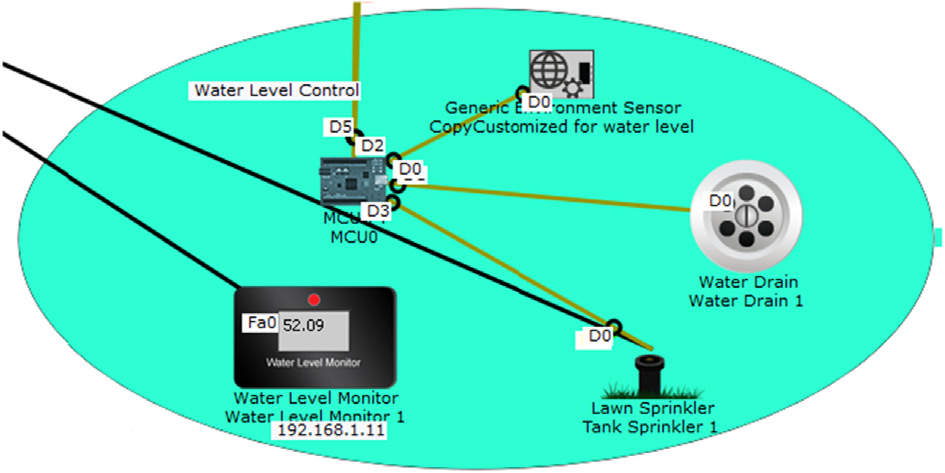 Water Level Control
D0
Generic Environment Sensor
CopyCustomized for water level
D5
D2
D0
D3
MCU0
D0
Water Drain
Water Drain 1
Fa0
52.09
Water Level Monitor
Water Level Monitor
Water Level Monitor 1
192.168.1.11
D0
Lawn Sprinkler
Tank Sprinkler 1